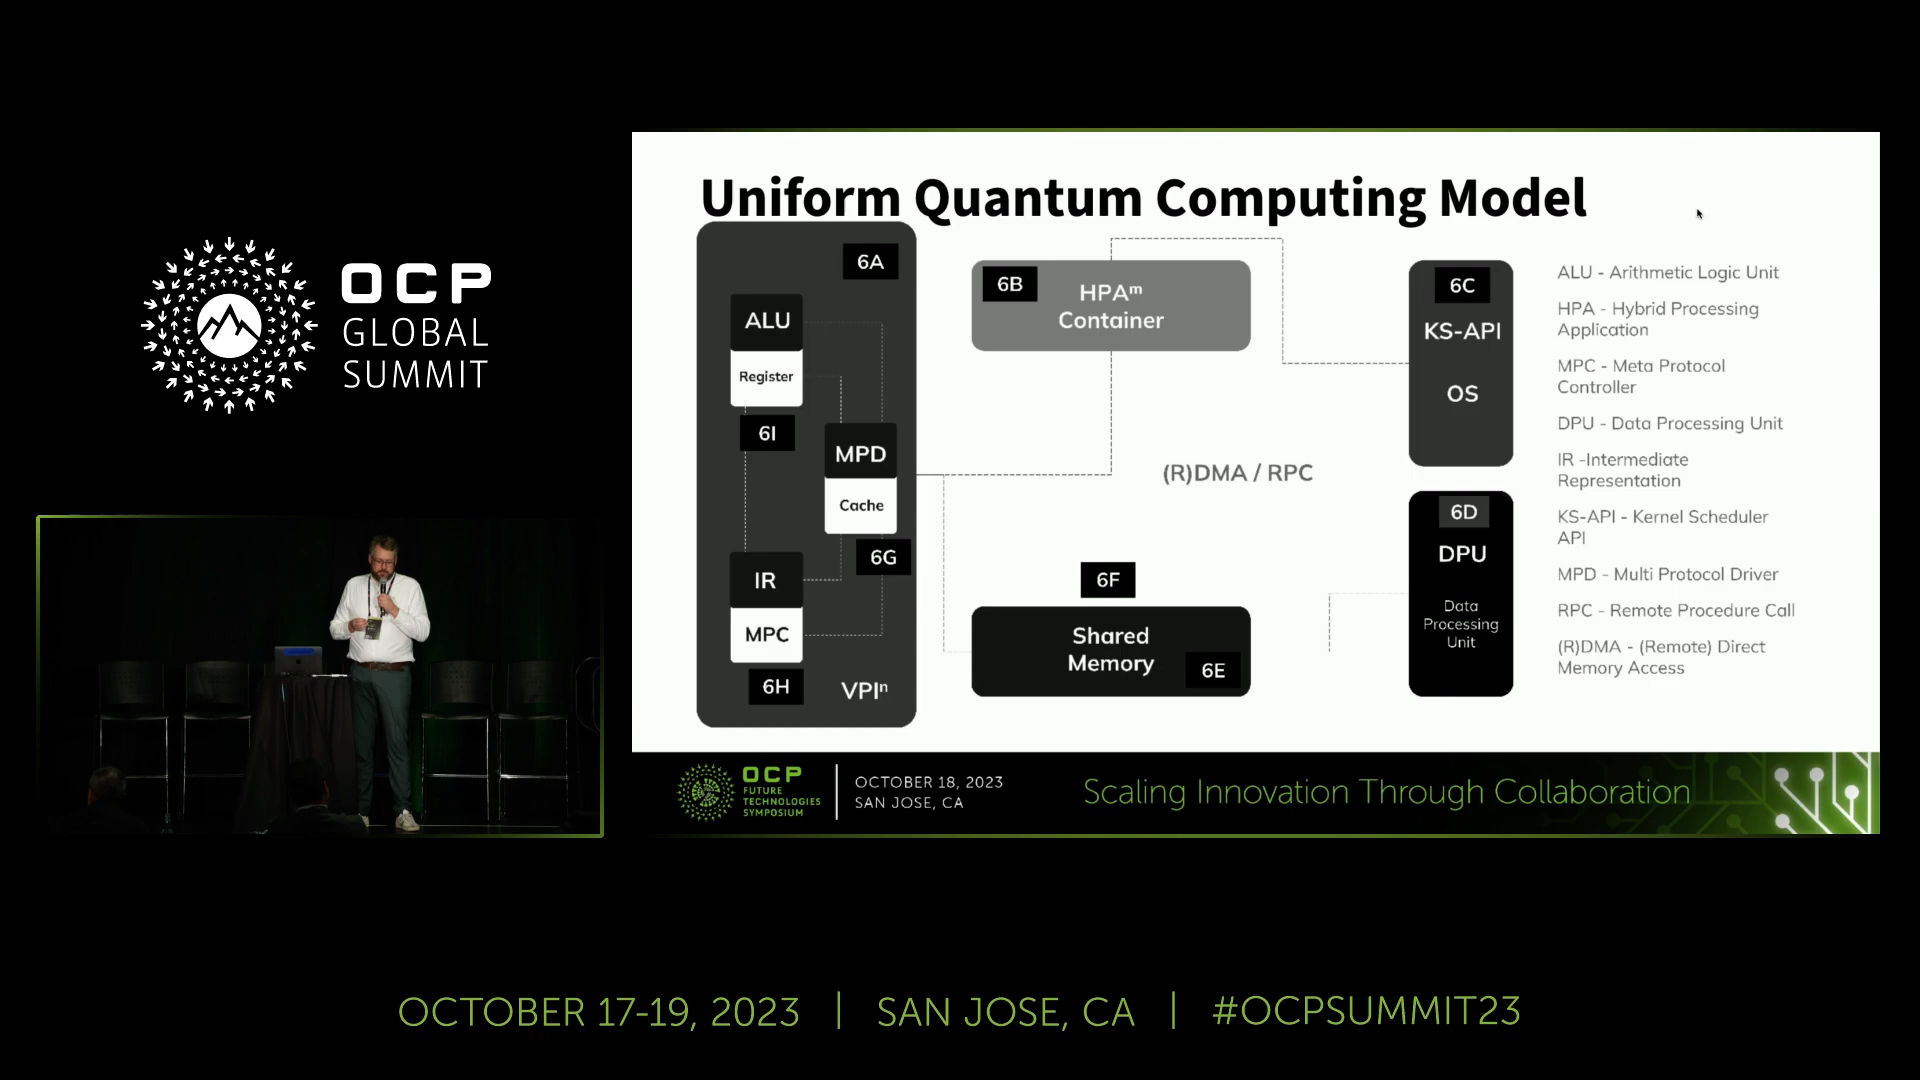 OCP
GLOBAL
SUMMIT
Uniform Quantum Computing Model
6A
ALU
Register
6I
MPD
Cache
6G
IR
MPC
6H
VPIⁿ
6B
HPAᵐ
Container
(R)DMA / RPC
6F
Shared
Memory
6E
6C
KS-API
OS
6D
DPU
Data
Processing
Unit
ALU - Arithmetic Logic Unit
HPA - Hybrid Processing
Application
MPC - Meta Protocol
Controller
DPU - Data Processing Unit
IR -Intermediate
Representation
KS-API - Kernel Scheduler
API
MPD - Multi Protocol Driver
RPC - Remote Procedure Call
(R)DMA - (Remote) Direct
Memory Access
OCP
FUTURE
TECHNOLOGIES
SYMPOSIUM
OCTOBER 18, 2023
SAN JOSE, CA
Scaling Innovation Through Collaboration
OCTOBER 17-19, 2023 | SAN JOSE, CA | #OCPSUMMIT23